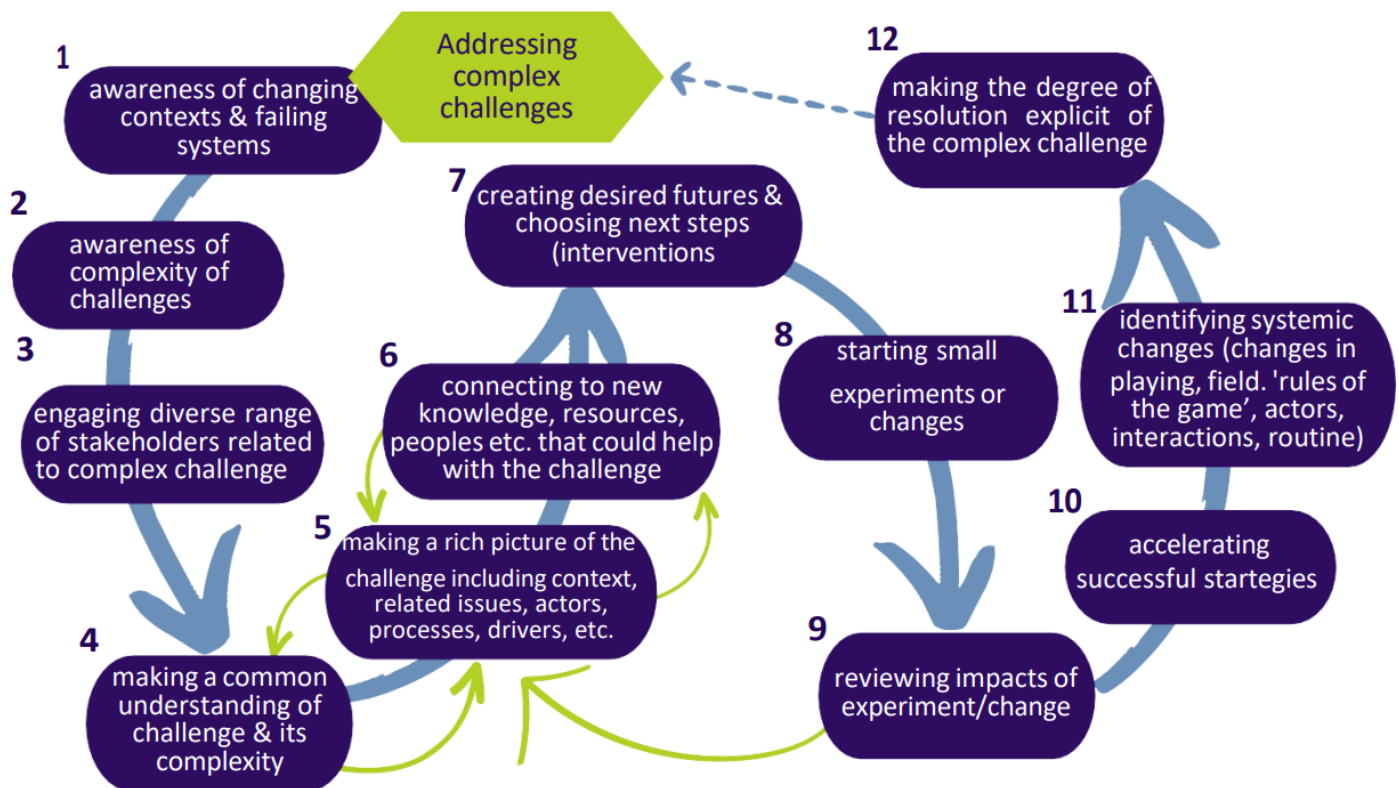 Addressing
complex
challenges
1
awareness of changing
contexts & failing
systems
2
awareness of
complexity of
challenges
3
engaging diverse range
of stakeholders related
to complex challenge
4
making a common
understanding of
challenge & its
complexity
5
making a rich picture of the
challenge including context,
related issues, actors,
processes, drivers, etc.
6
connecting to new
knowledge, resources,
peoples etc. that could help
with the challenge
7
creating desired futures &
choosing next steps
(interventions
8
starting small
experiments or
changes
9
reviewing impacts of
experiment/change
10
accelerating
successful startegies
11
identifying systemic
changes (changes in
playing, field. 'rules of
the game’, actors,
interactions, routine)
12
making the degree of
resolution explicit of
the complex challenge